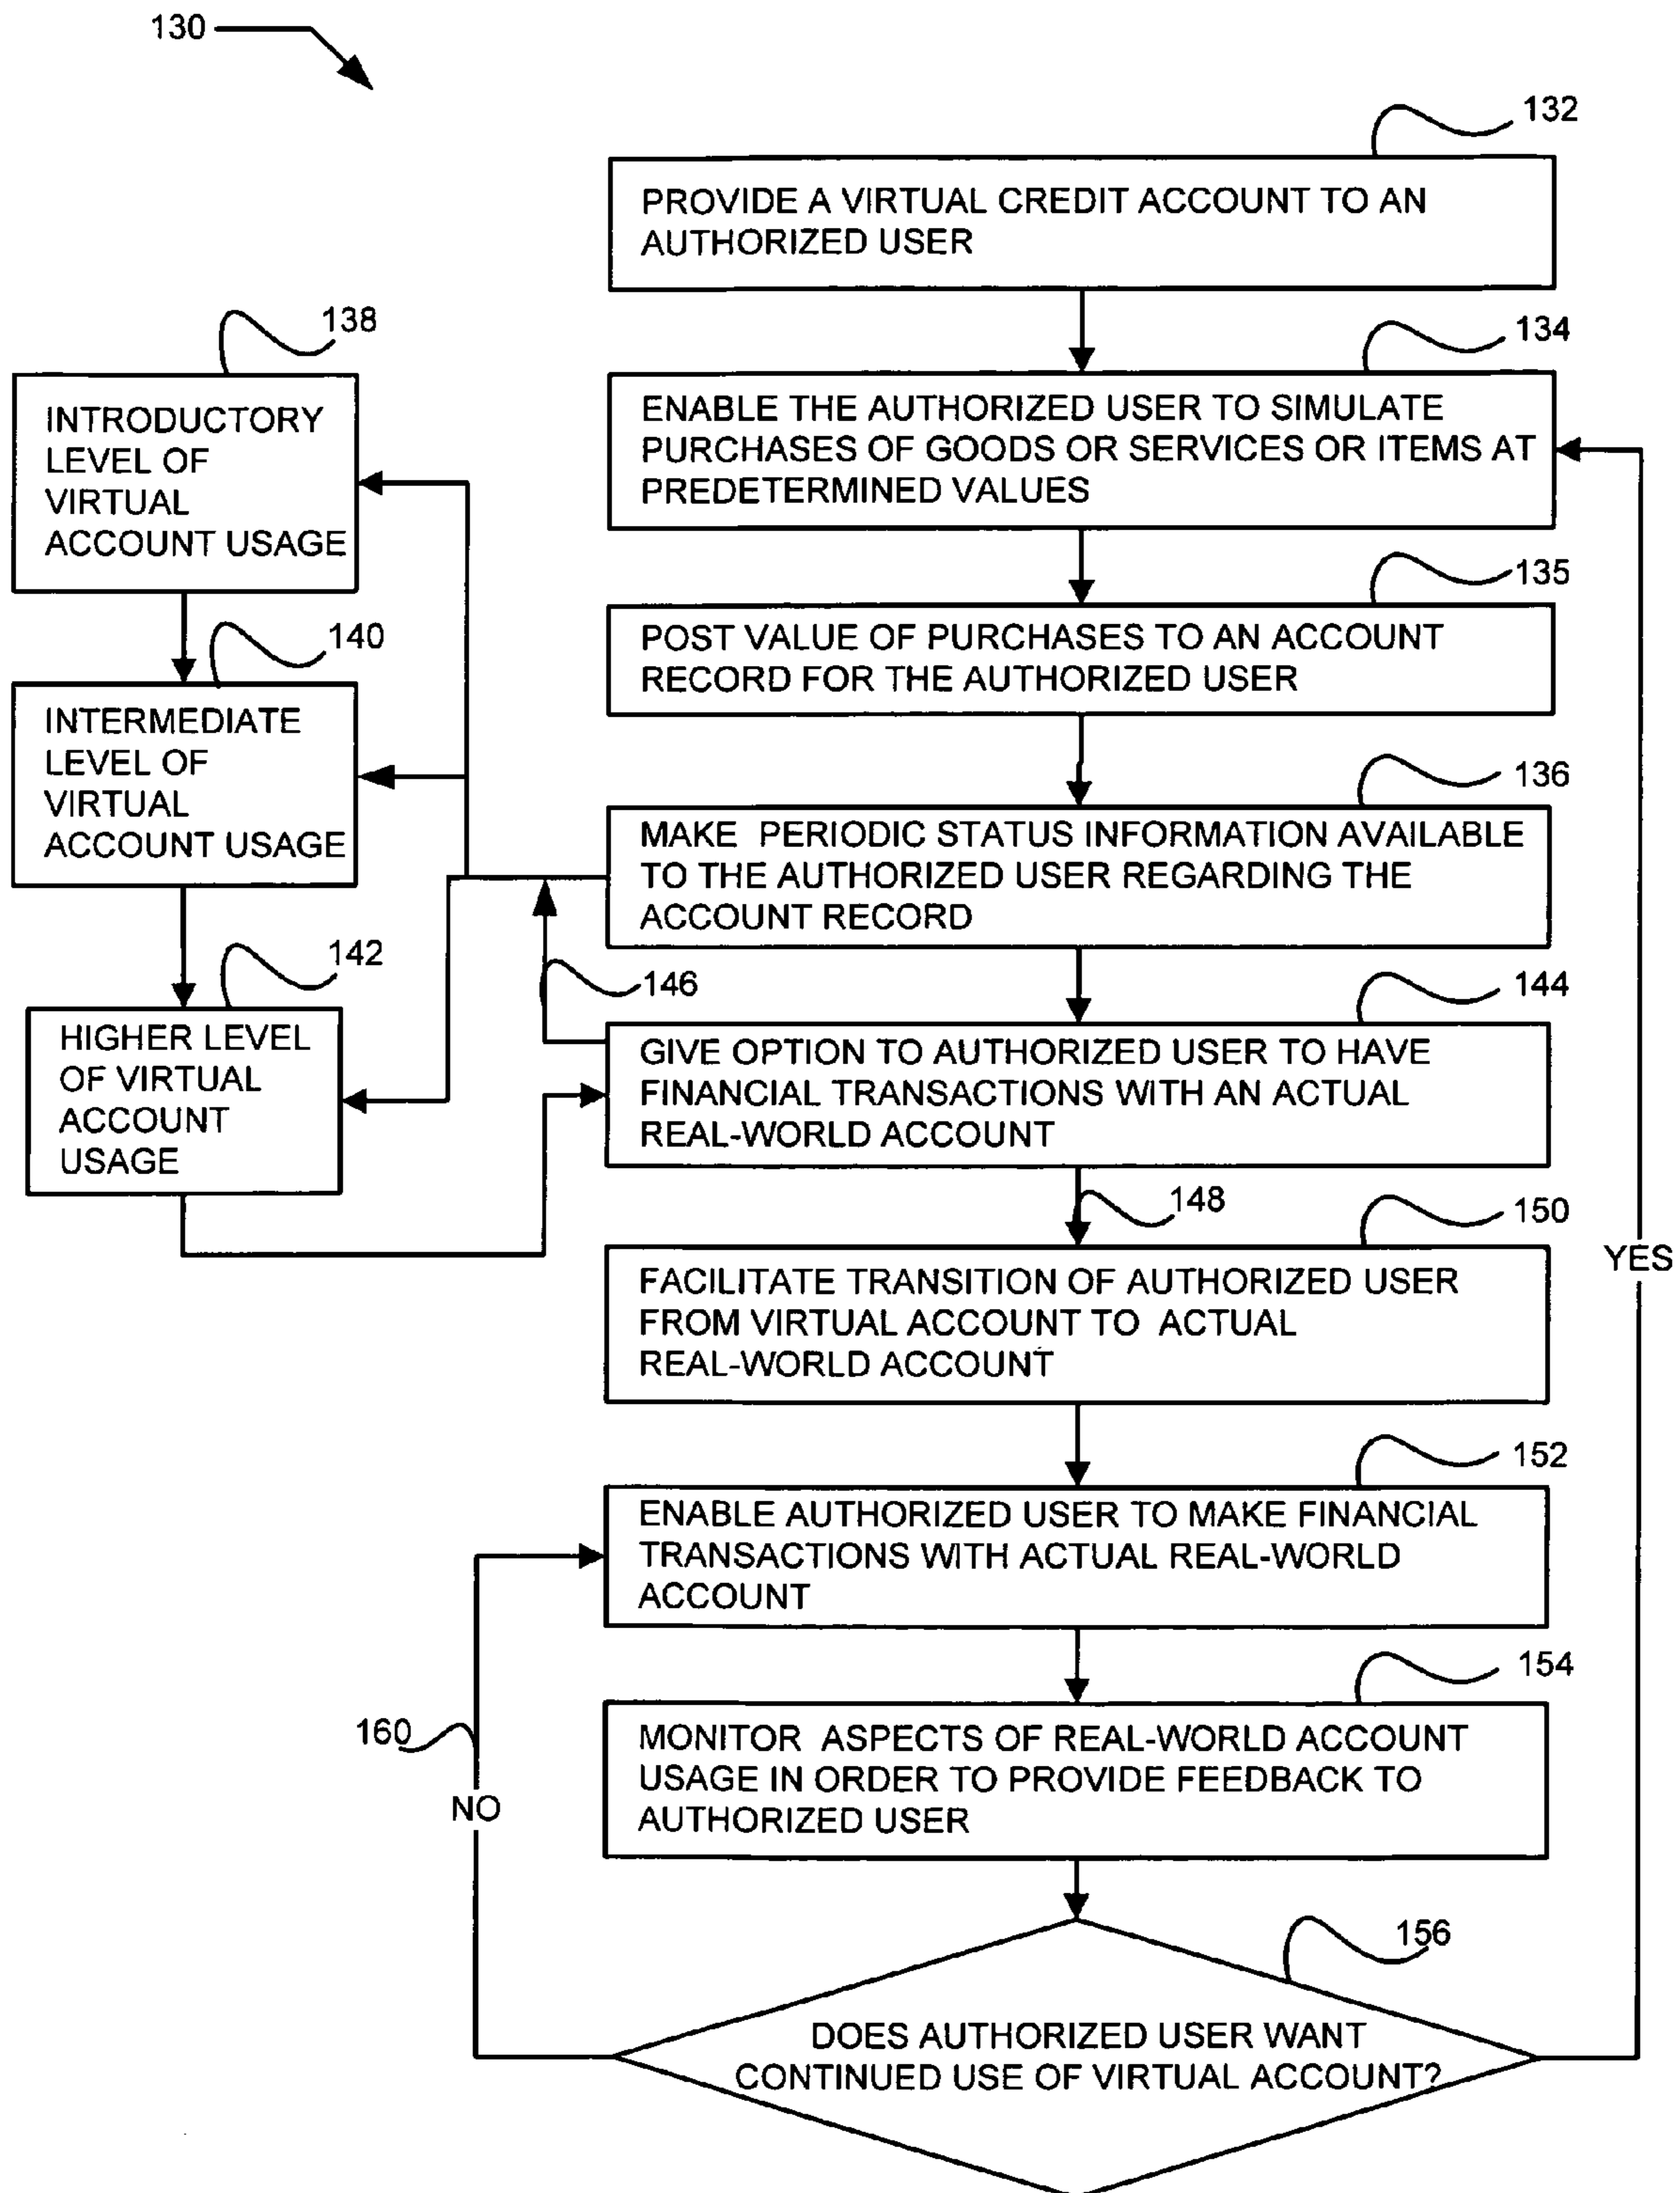 130
132
PROVIDE A VIRTUAL CREDIT ACCOUNT TO AN
AUTHORIZED USER
134
ENABLE THE AUTHORIZED USER TO SIMULATE
PURCHASES OF GOODS OR SERVICES OR ITEMS AT
PREDETERMINED VALUES
138
INTRODUCTORY
LEVEL OF
VIRTUAL
ACCOUNT USAGE
135
POST VALUE OF PURCHASES TO AN ACCOUNT
RECORD FOR THE AUTHORIZED USER
140
INTERMEDIATE
LEVEL OF
VIRTUAL
ACCOUNT USAGE
136
MAKE PERIODIC STATUS INFORMATION AVAILABLE
TO THE AUTHORIZED USER REGARDING THE
ACCOUNT RECORD
142
HIGHER LEVEL
OF VIRTUAL
ACCOUNT
USAGE
146
144
GIVE OPTION TO AUTHORIZED USER TO HAVE
FINANCIAL TRANSACTIONS WITH AN ACTUAL
REAL-WORLD ACCOUNT
148
150
FACILITATE TRANSITION OF AUTHORIZED USER
FROM VIRTUAL ACCOUNT TO ACTUAL
REAL-WORLD ACCOUNT
YES
152
ENABLE AUTHORIZED USER TO MAKE FINANCIAL
TRANSACTIONS WITH ACTUAL REAL-WORLD
ACCOUNT
154
MONITOR ASPECTS OF REAL-WORLD ACCOUNT
USAGE IN ORDER TO PROVIDE FEEDBACK TO
AUTHORIZED USER
160
NO
156
DOES AUTHORIZED USER WANT
CONTINUED USE OF VIRTUAL ACCOUNT?